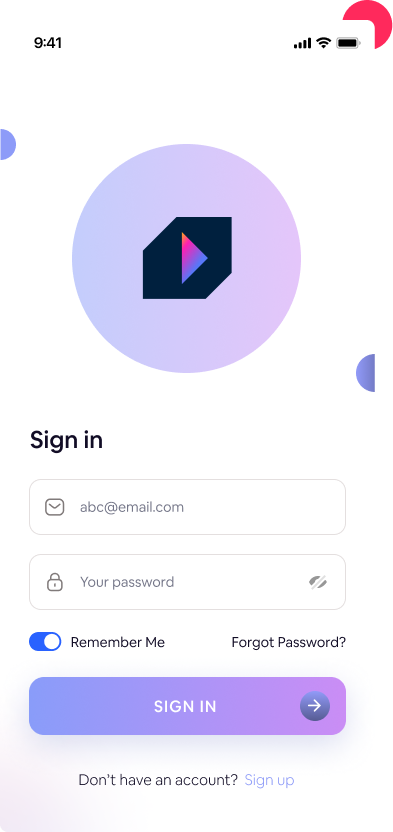 9:41
Sign in
abc@email.com
Your password
Remember Me Forgot Password?
SIGN IN
Don't have an account? Sign up